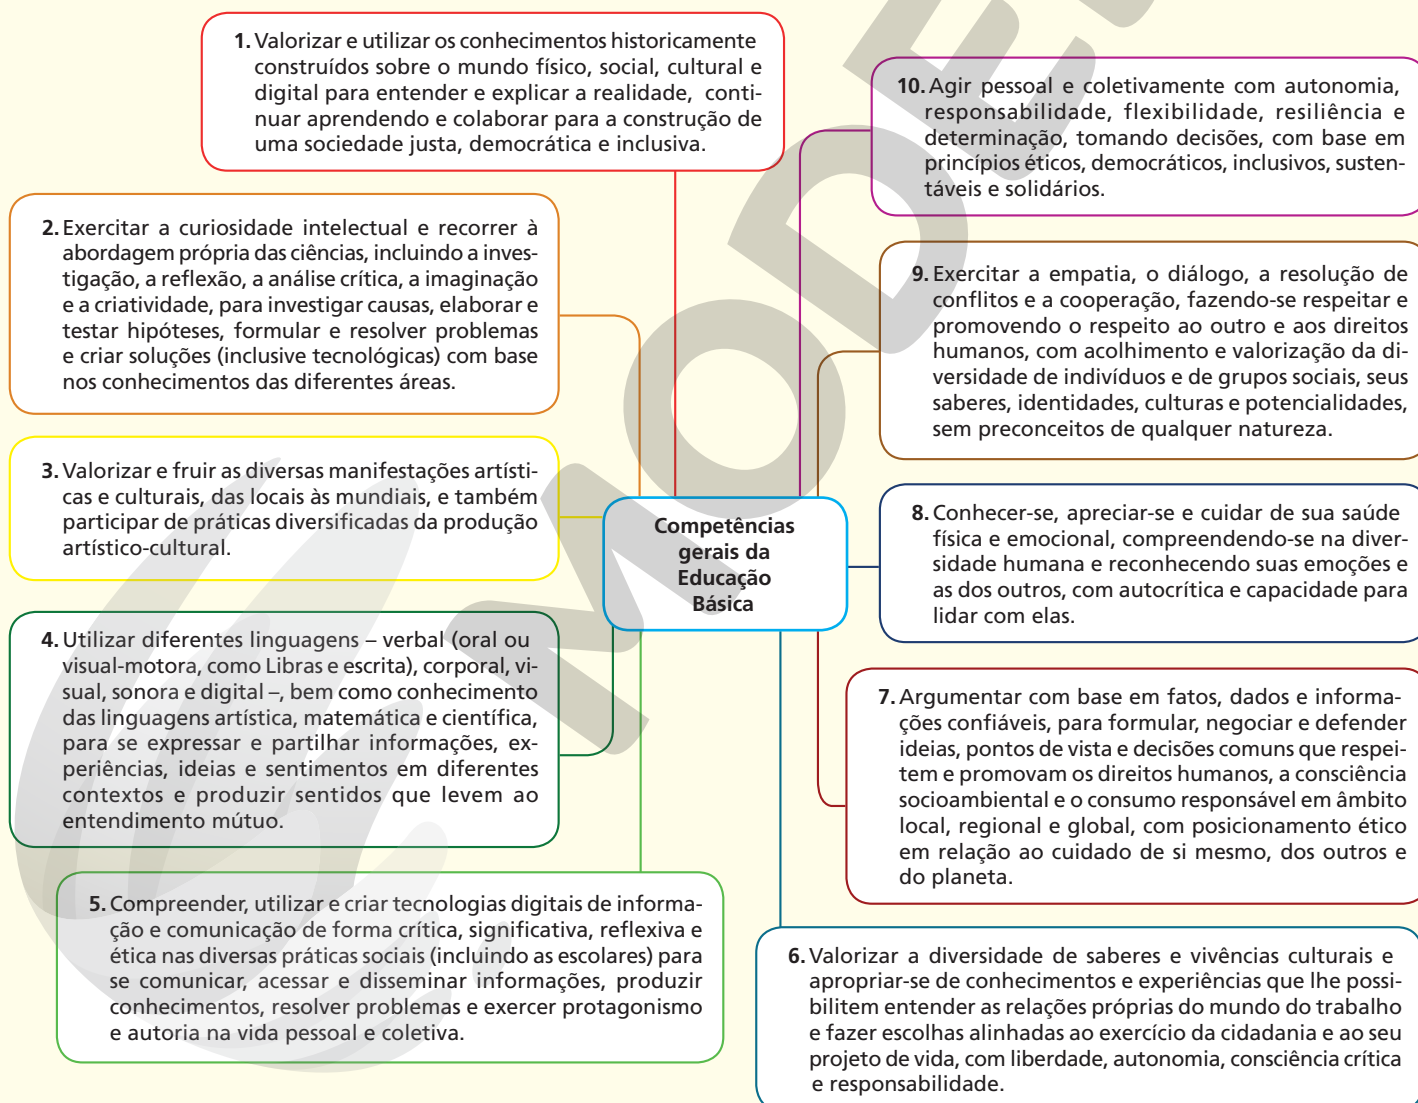 1. Valorizar e utilizar os conhecimentos historicamente
construídos sobre o mundo físico, social, cultural e
digital para entender e explicar a realidade, conti-
nuar aprendendo e colaborar para a construção de
uma sociedade justa, democrática e inclusiva.
2. Exercitar a curiosidade intelectual e recorrer à
abordagem própria das ciências, incluindo a inves-
tigação, a reflexão, a análise crítica, a imaginação
e a criatividade, para investigar causas, elaborar e
testar hipóteses, formular e resolver problemas
e criar soluções (inclusive tecnológicas) com base
nos conhecimentos das diferentes áreas.
3. Valorizar e fruir as diversas manifestações artísti-
cas e culturais, das locais às mundiais, e também
participar de práticas diversificadas da produção
artístico-cultural.
4. Utilizar diferentes linguagens – verbal (oral ou
visual-motora, como Libras e escrita), corporal, vi-
sual, sonora e digital –, bem como conhecimento
das linguagens artística, matemática e científica,
para se expressar e partilhar informações, ex-
periências, ideias e sentimentos em diferentes
contextos e produzir sentidos que levem ao
entendimento mútuo.
5. Compreender, utilizar e criar tecnologias digitais de informa-
ção e comunicação de forma crítica, significativa, reflexiva e
ética nas diversas práticas sociais (incluindo as escolares) para
se comunicar, acessar e disseminar informações, produzir
conhecimentos, resolver problemas e exercer protagonismo
e autoria na vida pessoal e coletiva.
Competências
gerais da
Educação
Básica
10. Agir pessoal e coletivamente com autonomia,
responsabilidade, flexibilidade, resiliência e
determinação, tomando decisões, com base em
princípios éticos, democráticos, inclusivos, susten-
táveis e solidários.
9. Exercitar a empatia, o diálogo, a resolução de
conflitos e a cooperação, fazendo-se respeitar e
promovendo o respeito ao outro e aos direitos
humanos, com acolhimento e valorização da di-
versidade de indivíduos e de grupos sociais, seus
saberes, identidades, culturas e potencialidades,
sem preconceitos de qualquer natureza.
8. Conhecer-se, apreciar-se e cuidar de sua saúde
física e emocional, compreendendo-se na diver-
sidade humana e reconhecendo suas emoções e
as dos outros, com autocrítica e capacidade para
lidar com elas.
7. Argumentar com base em fatos, dados e informa-
ções confiáveis, para formular, negociar e defender
ideias, pontos de vista e decisões comuns que respei-
tem e promovam os direitos humanos, a consciência
socioambiental e o consumo responsável em âmbito
local, regional e global, com posicionamento ético
em relação ao cuidado de si mesmo, dos outros e
do planeta.
6. Valorizar a diversidade de saberes e vivências culturais e
apropriar-se de conhecimentos e experiências que lhe possi-
bilitem entender as relações próprias do mundo do trabalho
e fazer escolhas alinhadas ao exercício da cidadania e ao seu
projeto de vida, com liberdade, autonomia, consciência crítica
e responsabilidade.